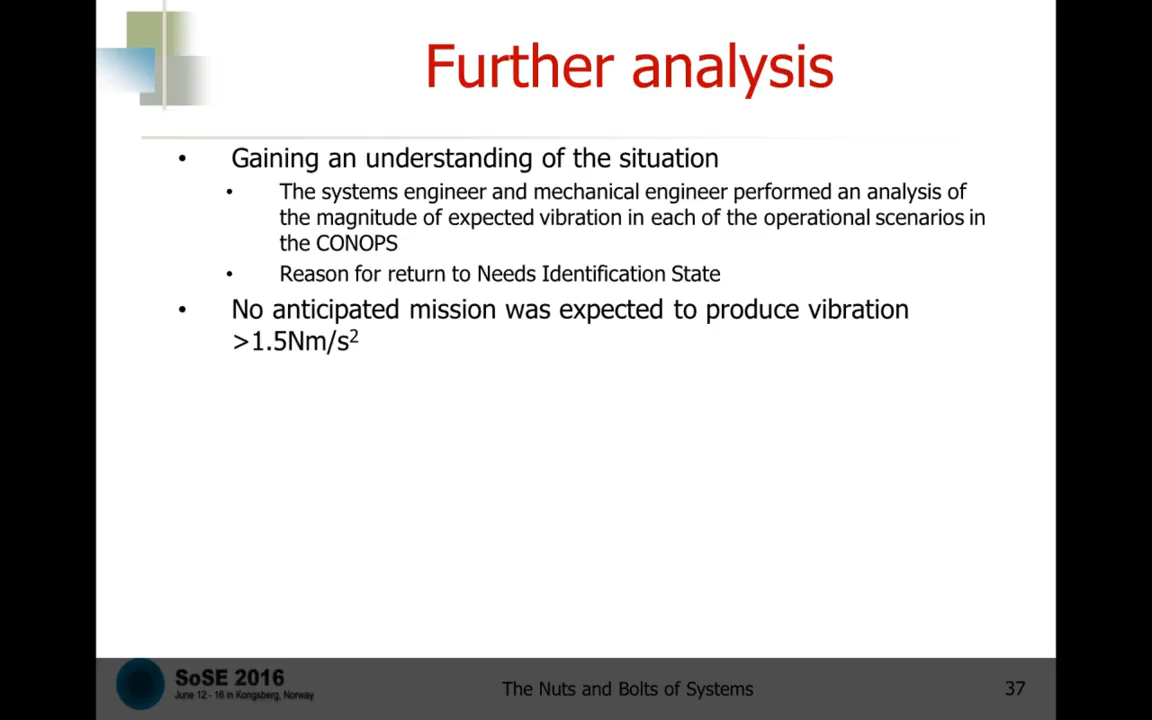 Further analysis
• Gaining an understanding of the situation
• The systems engineer and mechanical engineer performed an analysis of
the magnitude of expected vibration in each of the operational scenarios in
the CONOPS
• Reason for return to Needs Identification State
• No anticipated mission was expected to produce vibration
>1.5Nm/s²
SoSE 2016
June 12 - 16 in Kongsberg, Norway
The Nuts and Bolts of Systems
37